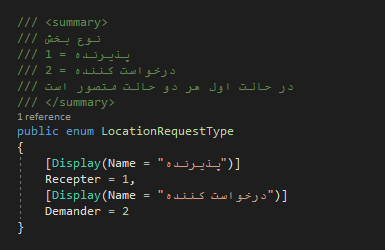 /// <summary>
/// نوع بخش
/// پذیرنده = 1
/// درخواست کننده = 2
/// در حالت اول هر دو حالت متصور است
/// </summary>
1 reference
public enum LocationRequestType
{
[Display(Name = "پذیرنده")]
Recepter = 1,
[Display(Name = "درخواست کننده")]
Demander = 2
}